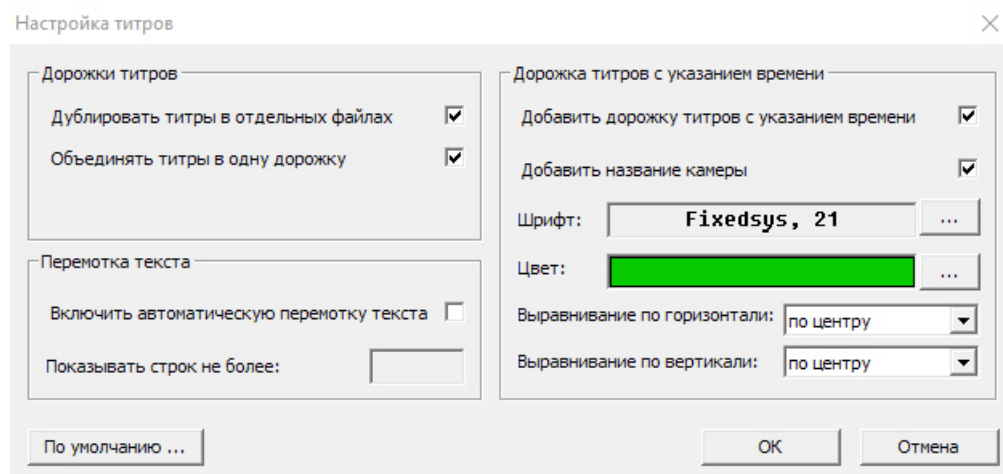 Настройка титров
Дорожки титров
Дублировать титры в отдельных файлах
Объединять титры в одну дорожку
Перемотка текста
Включить автоматическую перемотку текста
Показывать строк не более:
Дорожка титров с указанием времени
Добавить дорожку титров с указанием времени
Добавить название камеры
Шрифт: Fixedsys, 21 ...
Цвет: ...
Выравнивание по горизонтали: по центру
Выравнивание по вертикали: по центру
По умолчанию ... ОК Отмена